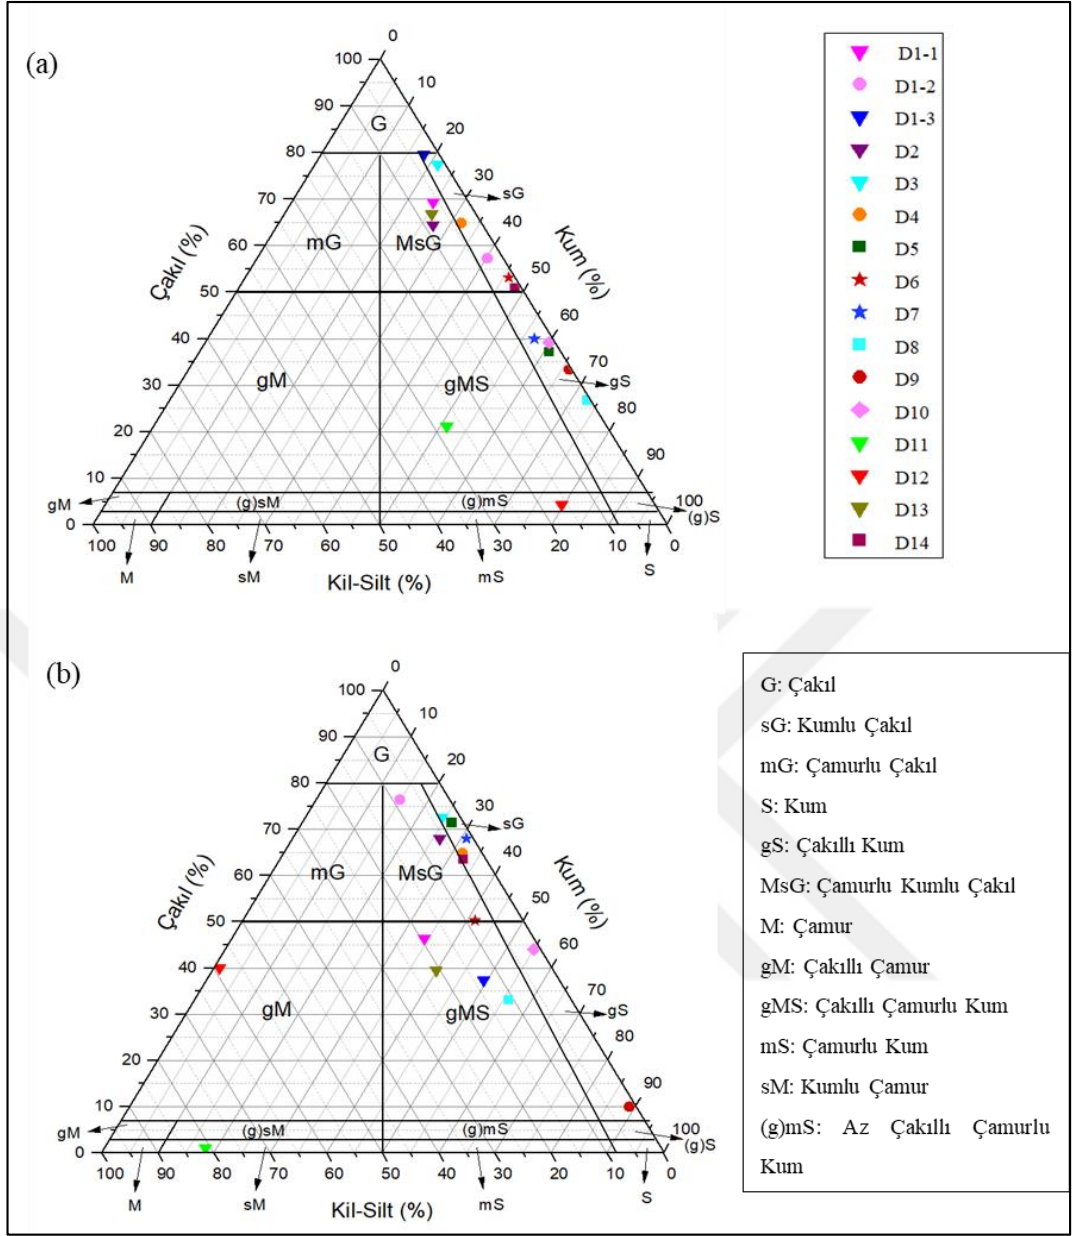 (a)
0
100
10
90
20
G
80
30
sG
70
40
mG
MsG
60
Çakıl (%)
Kum (%)
50
50
60
40
70
gS
gM
gMS
30
80
20
90
10
gM
(g)sM
(g)mS
100
(g)S
0
100 90 80 70 60 50 40 30 20 10 0
M
sM
Kil-Silt (%)
mS
S
D1-1
D1-2
D1-3
D2
D3
D4
D5
D6
D7
D8
D9
D10
D11
D12
D13
D14
(b)
0
100
10
90
20
G
80
30
sG
70
40
mG
MsG
60
Çakıl (%)
Kum (%)
50
50
60
40
70
gM
gMS
gS
30
80
20
90
10
gM
(g)sM
(g)mS
100
(g)S
0
100 90 80 70 60 50 40 30 20 10 0
M
sM
Kil-Silt (%)
mS
S
G: Çakıl
sG: Kumlu Çakıl
mG: Çamurlu Çakıl
S: Kum
gS: Çakıllı Kum
MsG: Çamurlu Kumlu Çakıl
M: Çamur
gM: Çakıllı Çamur
gMS: Çakıllı Çamurlu Kum
mS: Çamurlu Kum
sM: Kumlu Çamur
(g)mS: Az Çakıllı Çamurlu
Kum